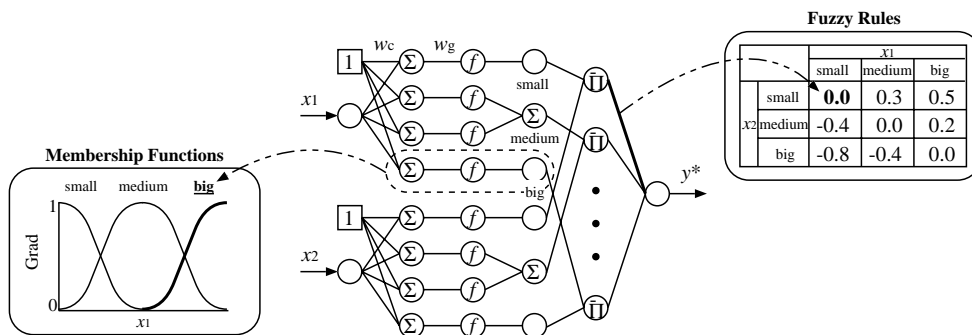 Fuzzy Rules
x1
small medium big
x2 small 0.0 0.3 0.5
medium -0.4 0.0 0.2
big -0.8 -0.4 0.0
wc wg
1 Σ f small
x1 Σ f Σ Π̄
Σ f medium Π̄
Σ f big
y*
1 Σ f
Σ f
x2 Σ f Σ
Σ f Π̄
Membership Functions
small medium big
1
Grad
0
x1